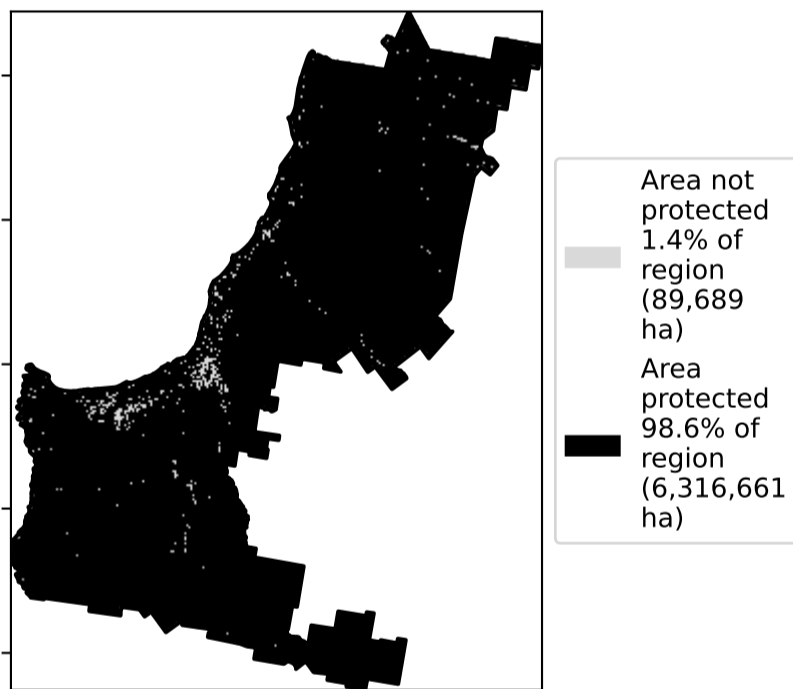 Area not
protected
1.4% of
region
(89,689
ha)
Area
protected
98.6% of
region
(6,316,661
ha)